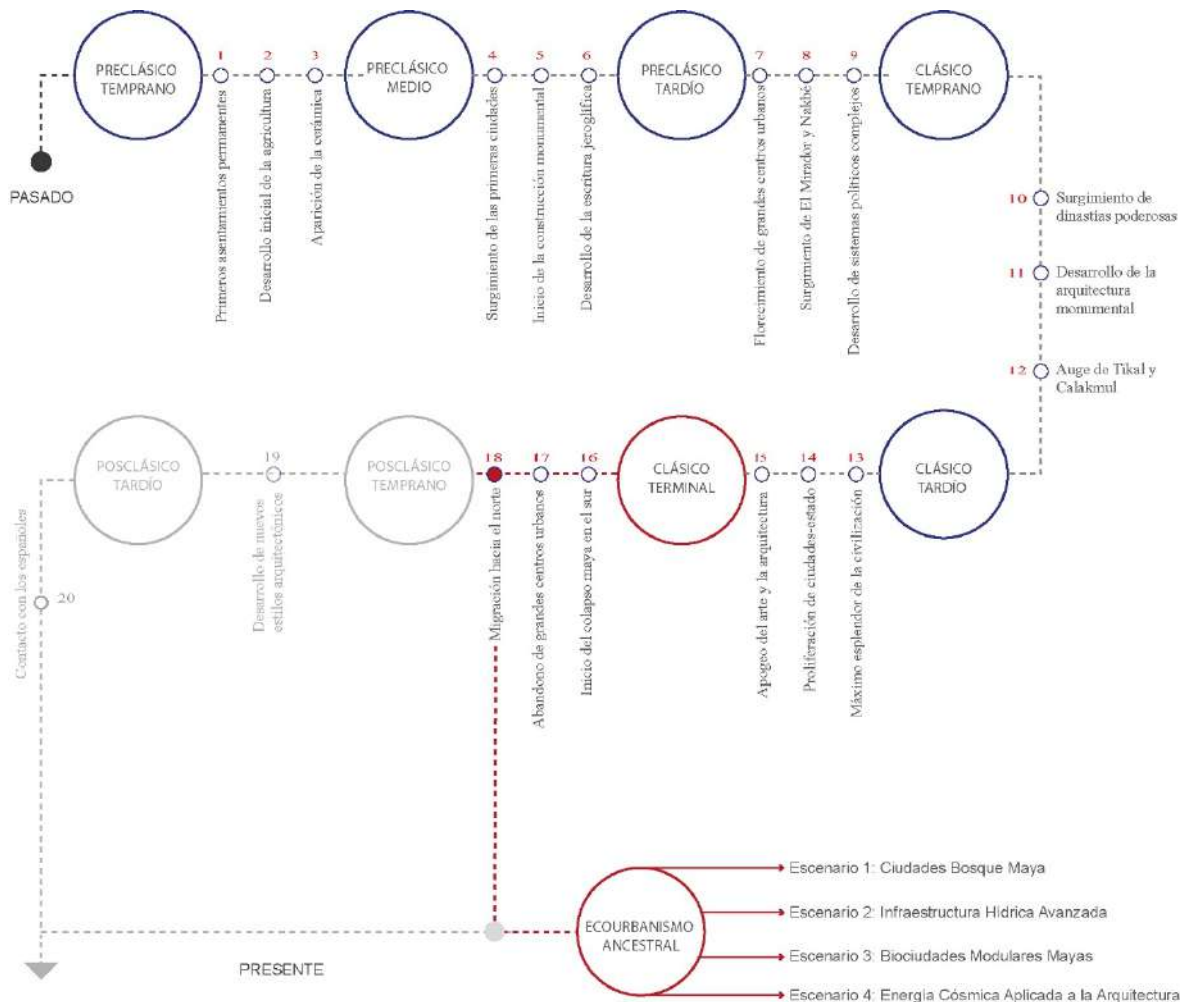 PASADO
PRECLÁSICO
TEMPRANO
1
Primeros asentamientos permanentes
2
Desarrollo inicial de la agricultura
3
Aparición de la cerámica
PRECLÁSICO
MEDIO
4
Surgimiento de las primeras ciudades
5
Inicio de la construcción monumental
6
Desarrollo de la escritura jeroglífica
PRECLÁSICO
TARDÍO
7
Florecimiento de grandes centros urbanos
8
Surgimiento de El Mirador y Nakbé
9
Desarrollo de sistemas políticos complejos
CLÁSICO
TEMPRANO
10
Surgimiento de
dinastías poderosas
11
Desarrollo de la
arquitectura
monumental
12
Auge de Tikal y
Calakmul
CLÁSICO
TARDÍO
13
Máximo esplendor de la civilización
14
Proliferación de ciudades-estado
15
Apogeo del arte y la arquitectura
CLÁSICO
TERMINAL
16
Inicio del colapso maya en el sur
17
Abandono de grandes centros urbanos
18
Migración hacia el norte
POSCLÁSICO
TEMPRANO
19
Desarrollo de nuevos
estilos arquitectónicos
POSCLÁSICO
TARDÍO
20
Contacto con los españoles
PRESENTE
ECOURBANISMO
ANCESTRAL
Escenario 1: Ciudades Bosque Maya
Escenario 2: Infraestructura Hídrica Avanzada
Escenario 3: Biociudades Modulares Mayas
Escenario 4: Energía Cósmica Aplicada a la Arquitectura